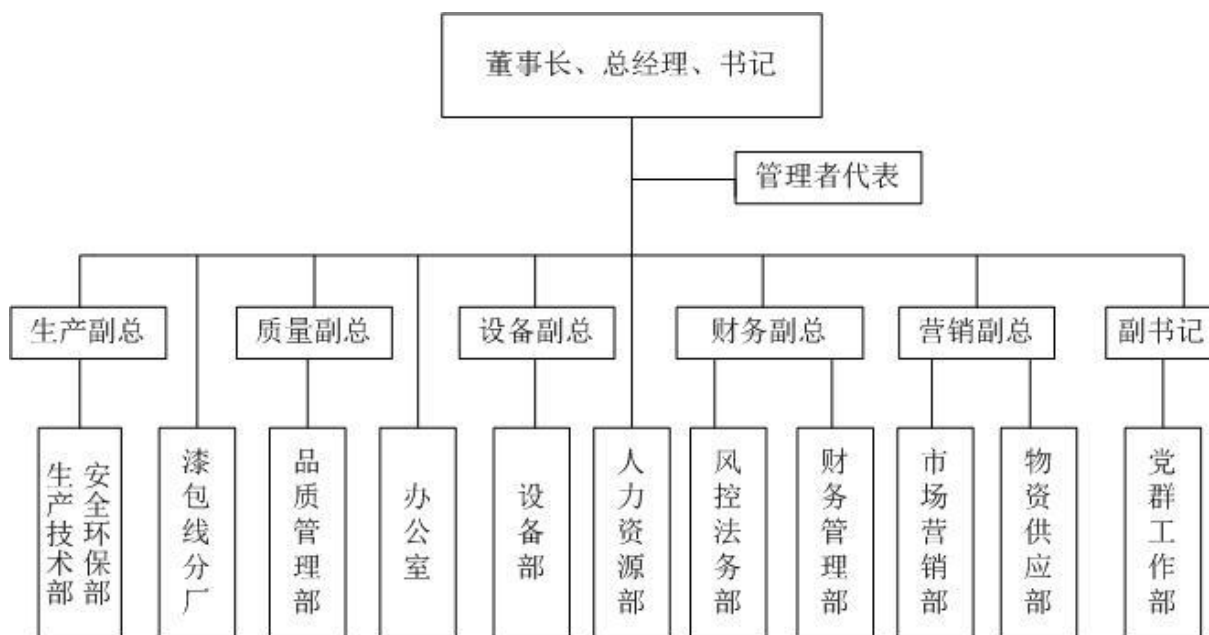 董事长、总经理、书记
管理者代表
生产副总
质量副总
设备副总
财务副总
营销副总
副书记
生产技术部
安全环保部
漆包线分厂
品质管理部
办公室
设备部
人力资源部
风控法务部
财务管理部
市场营销部
物资供应部
党群工作部